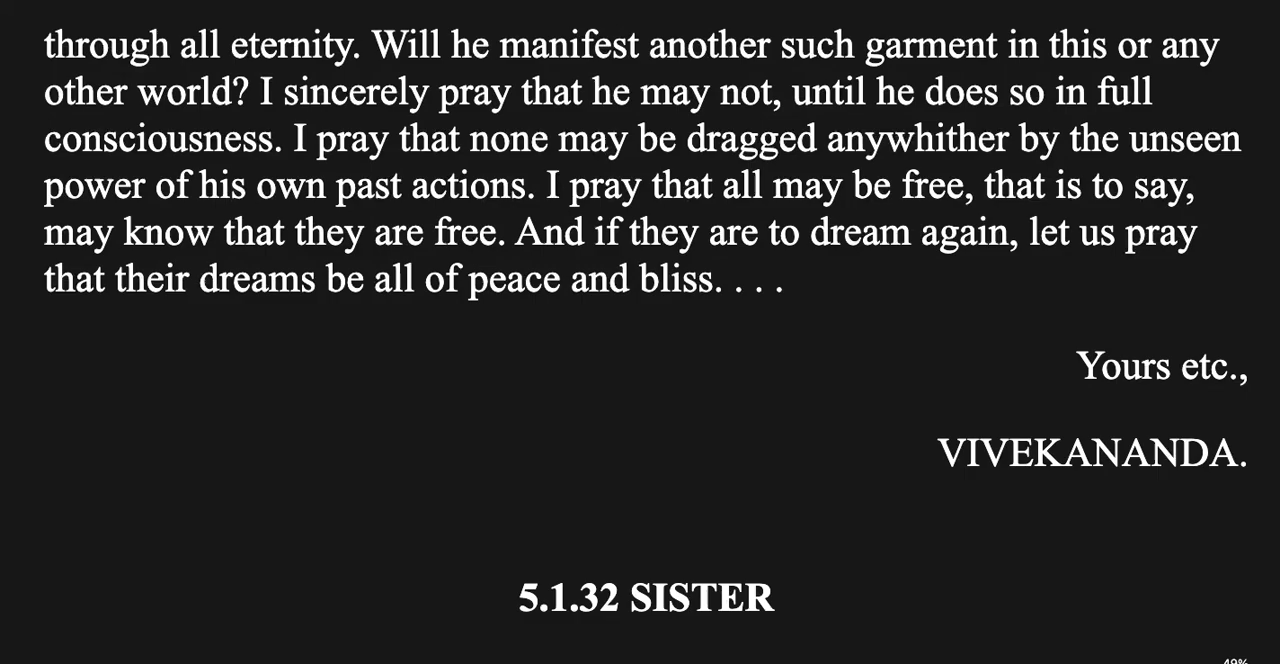 through all eternity. Will he manifest another such garment in this or any
other world? I sincerely pray that he may not, until he does so in full
consciousness. I pray that none may be dragged anywhither by the unseen
power of his own past actions. I pray that all may be free, that is to say,
may know that they are free. And if they are to dream again, let us pray
that their dreams be all of peace and bliss. . . .
Yours etc.,
VIVEKANANDA.
5.1.32 SISTER
49%